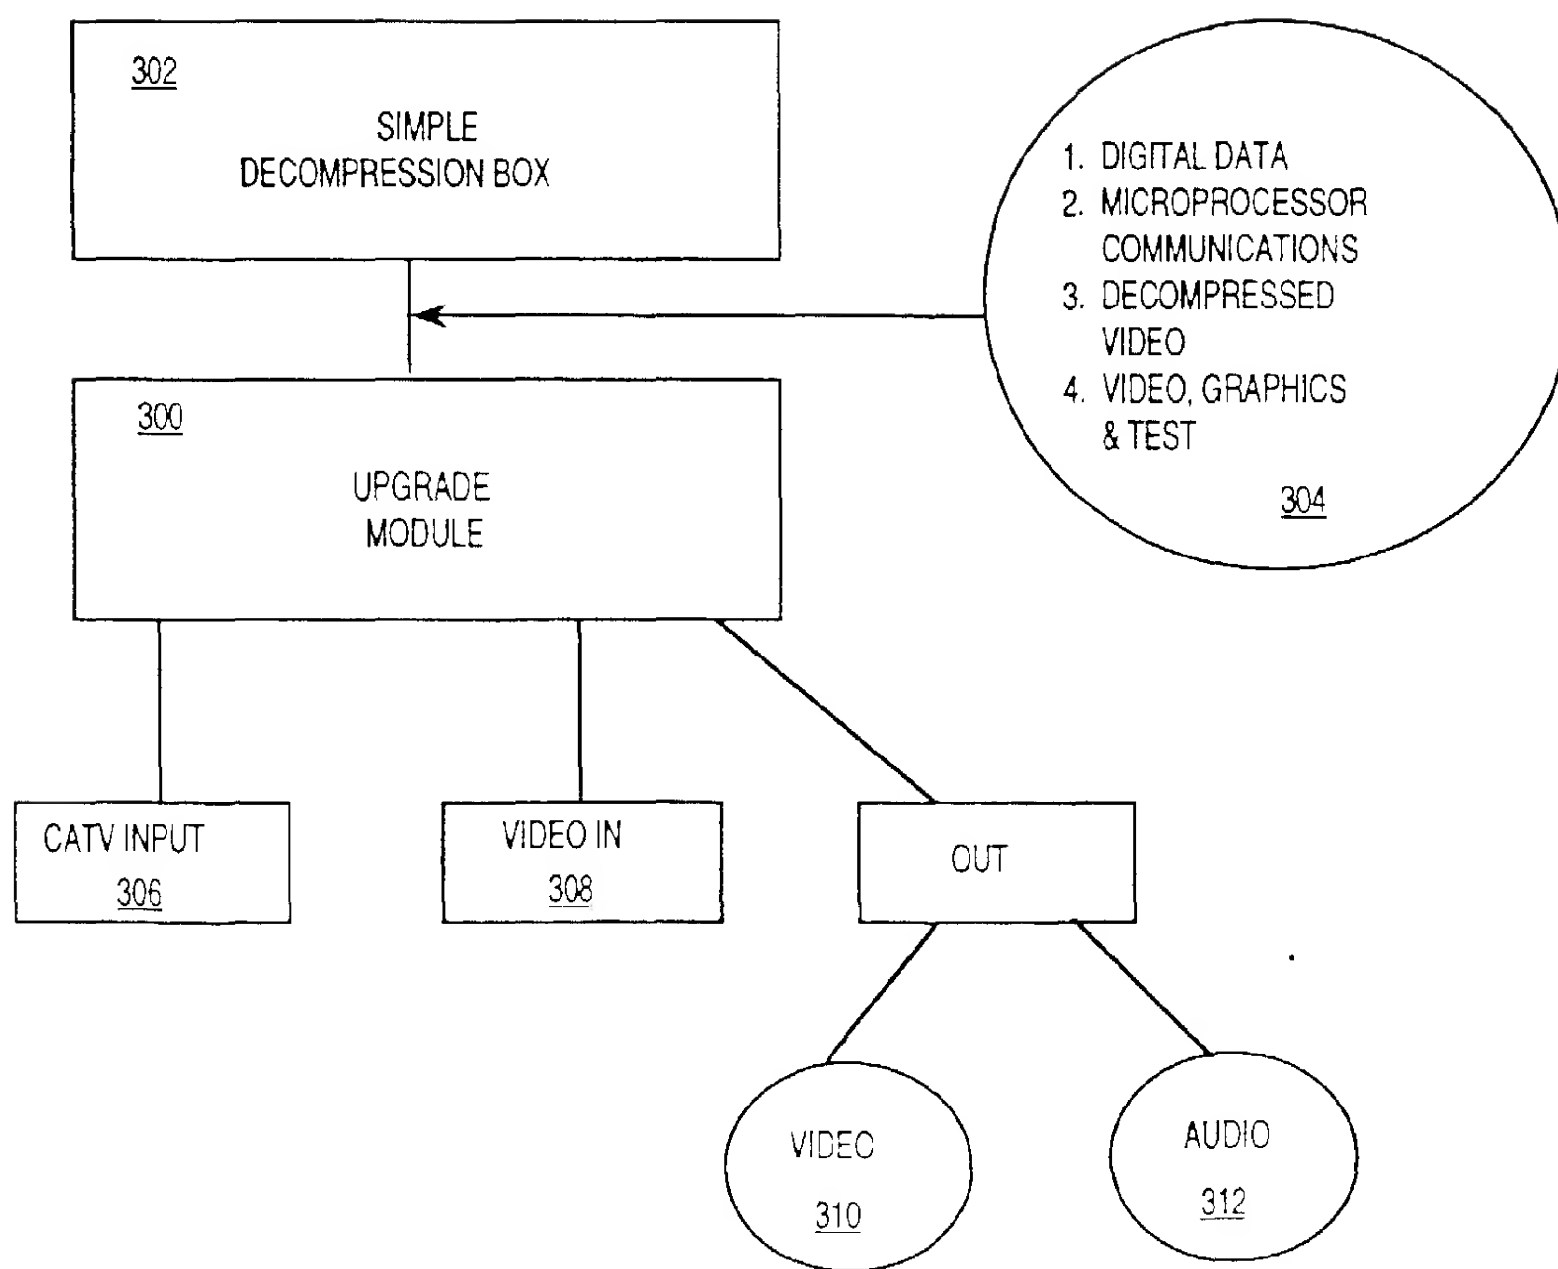 302
SIMPLE
DECOMPRESSION BOX
1. DIGITAL DATA
2. MICROPROCESSOR
COMMUNICATIONS
3. DECOMPRESSED
VIDEO
4. VIDEO, GRAPHICS
& TEST
304
300
UPGRADE
MODULE
CATV INPUT
306
VIDEO IN
308
OUT
VIDEO
310
AUDIO
312